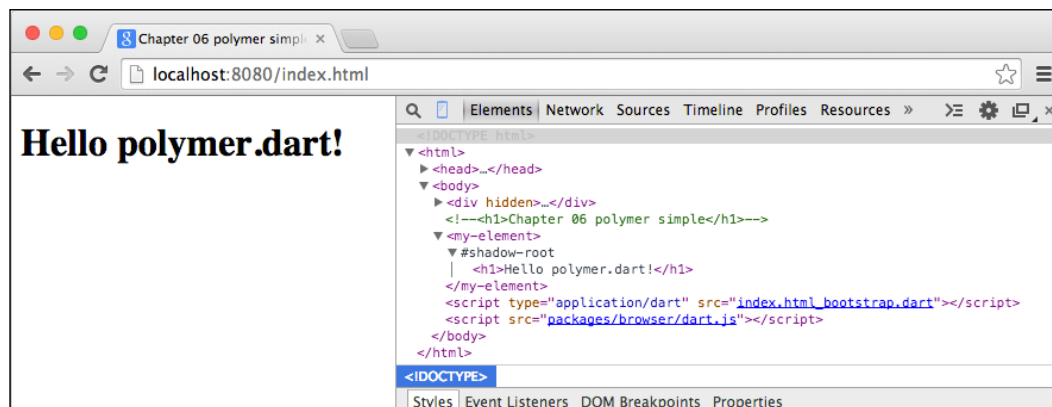 Chapter 06 polymer simpl
localhost:8080/index.html
Hello polymer.dart!
Elements Network Sources Timeline Profiles Resources »
<!DOCTYPE html>
▼<html>
▶<head>…</head>
▼<body>
▶<div hidden>…</div>
<!--<h1>Chapter 06 polymer simple</h1>-->
▼<my-element>
▼#shadow-root
<h1>Hello polymer.dart!</h1>
</my-element>
<script type="application/dart" src="index.html_bootstrap.dart"></script>
<script src="packages/browser/dart.js"></script>
</body>
</html>
<!DOCTYPE>
Styles Event Listeners DOM Breakpoints Properties